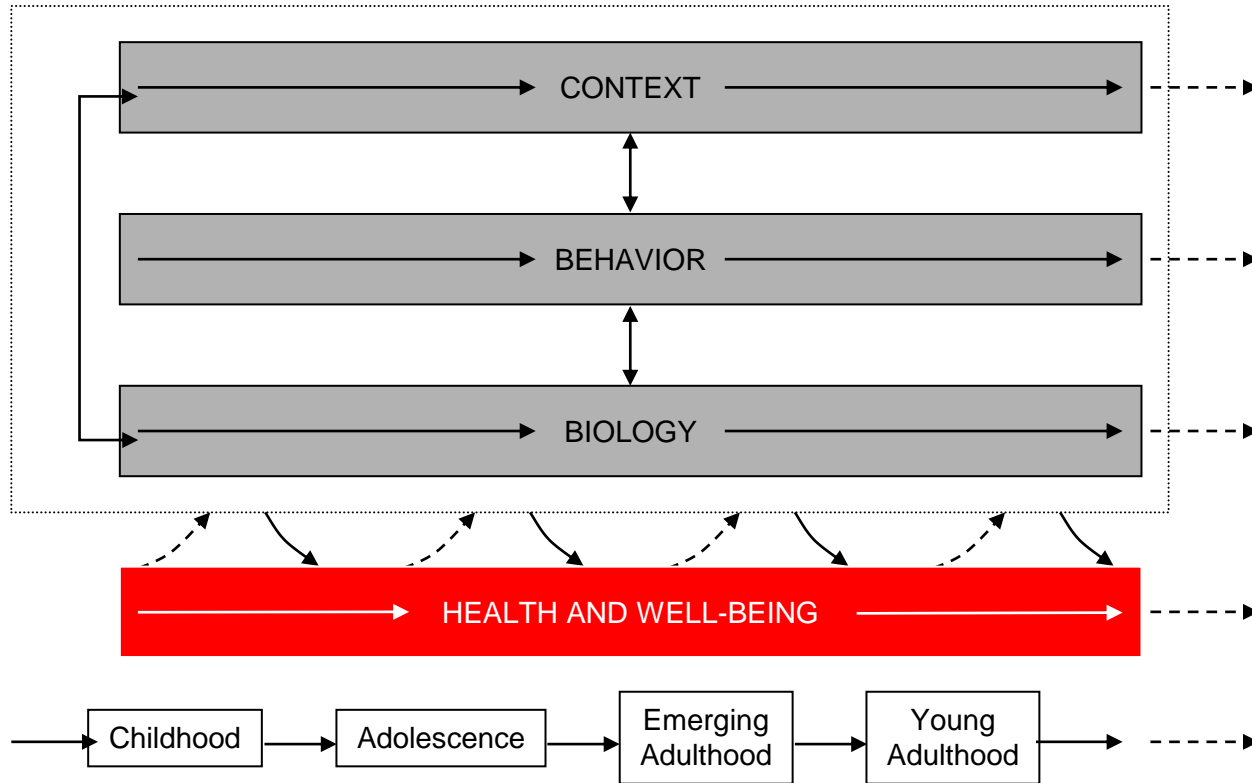 CONTEXT
BEHAVIOR
BIOLOGY
HEALTH AND WELL-BEING
Childhood
Adolescence
Emerging
Adulthood
Young
Adulthood